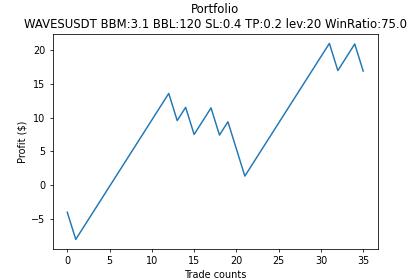 Portfolio
WAVESUSDT BBM:3.1 BBL:120 SL:0.4 TP:0.2 lev:20 WinRatio:75.0
20
15
10
5
0
−5
Profit ($)
0 5 10 15 20 25 30 35
Trade counts